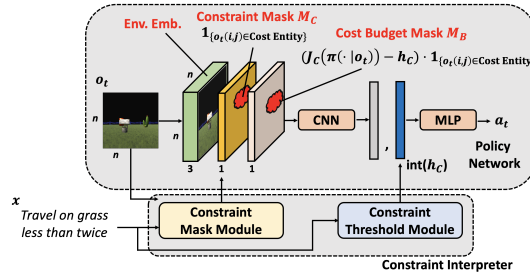 Env. Emb.
Constraint Mask M_C
1_{o_t(i,j)∈Cost Entity}
Cost Budget Mask M_B
(J_C(π(· |o_t)) − h_C) · 1_{o_t(i,j)∈Cost Entity}
o_t
n
n
n
n
3
1
1
CNN
,
MLP
a_t
Policy
Network
int(h_C)
x
Travel on grass
less than twice
Constraint
Mask Module
Constraint
Threshold Module
Constraint Interpreter